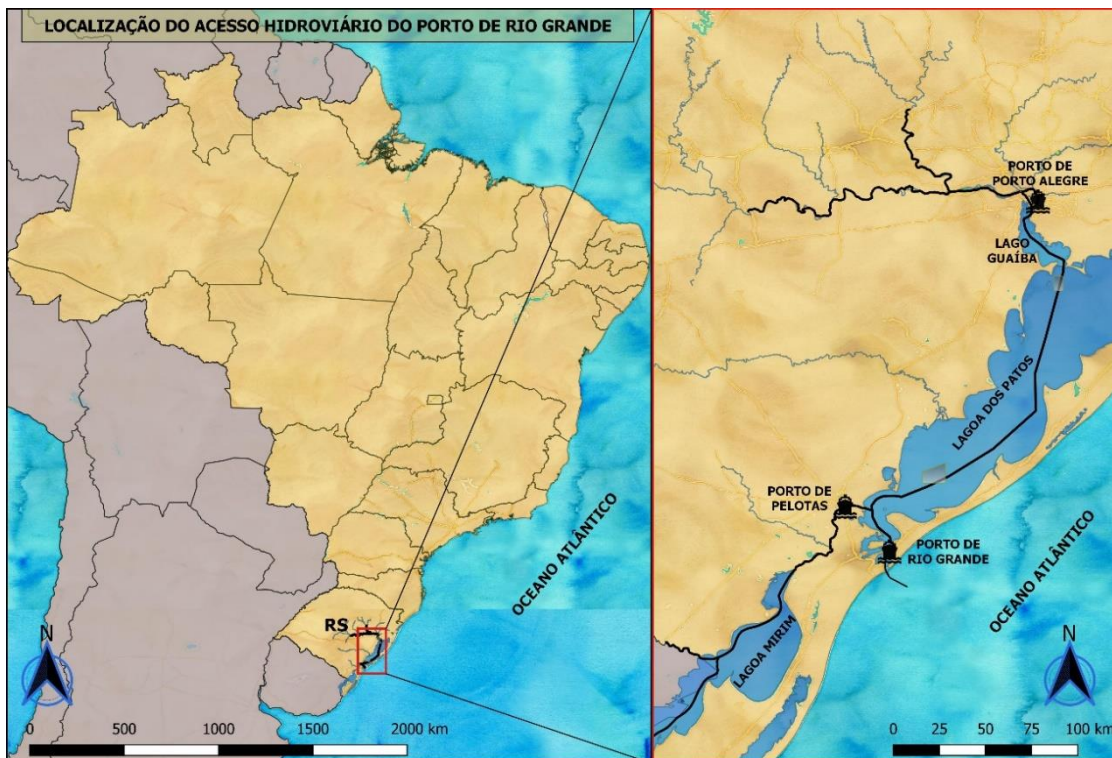 LOCALIZAÇÃO DO ACESSO HIDROVIÁRIO DO PORTO DE RIO GRANDE
OCEANO ATLÂNTICO
RS
N
0 500 1000 1500 2000 km
PORTO DE
PORTO ALEGRE
LAGO
GUAÍBA
LAGOA DOS PATOS
PORTO DE
PELOTAS
PORTO DE
RIO GRANDE
OCEANO ATLÂNTICO
LAGOA MIRIM
N
0 25 50 75 100 km